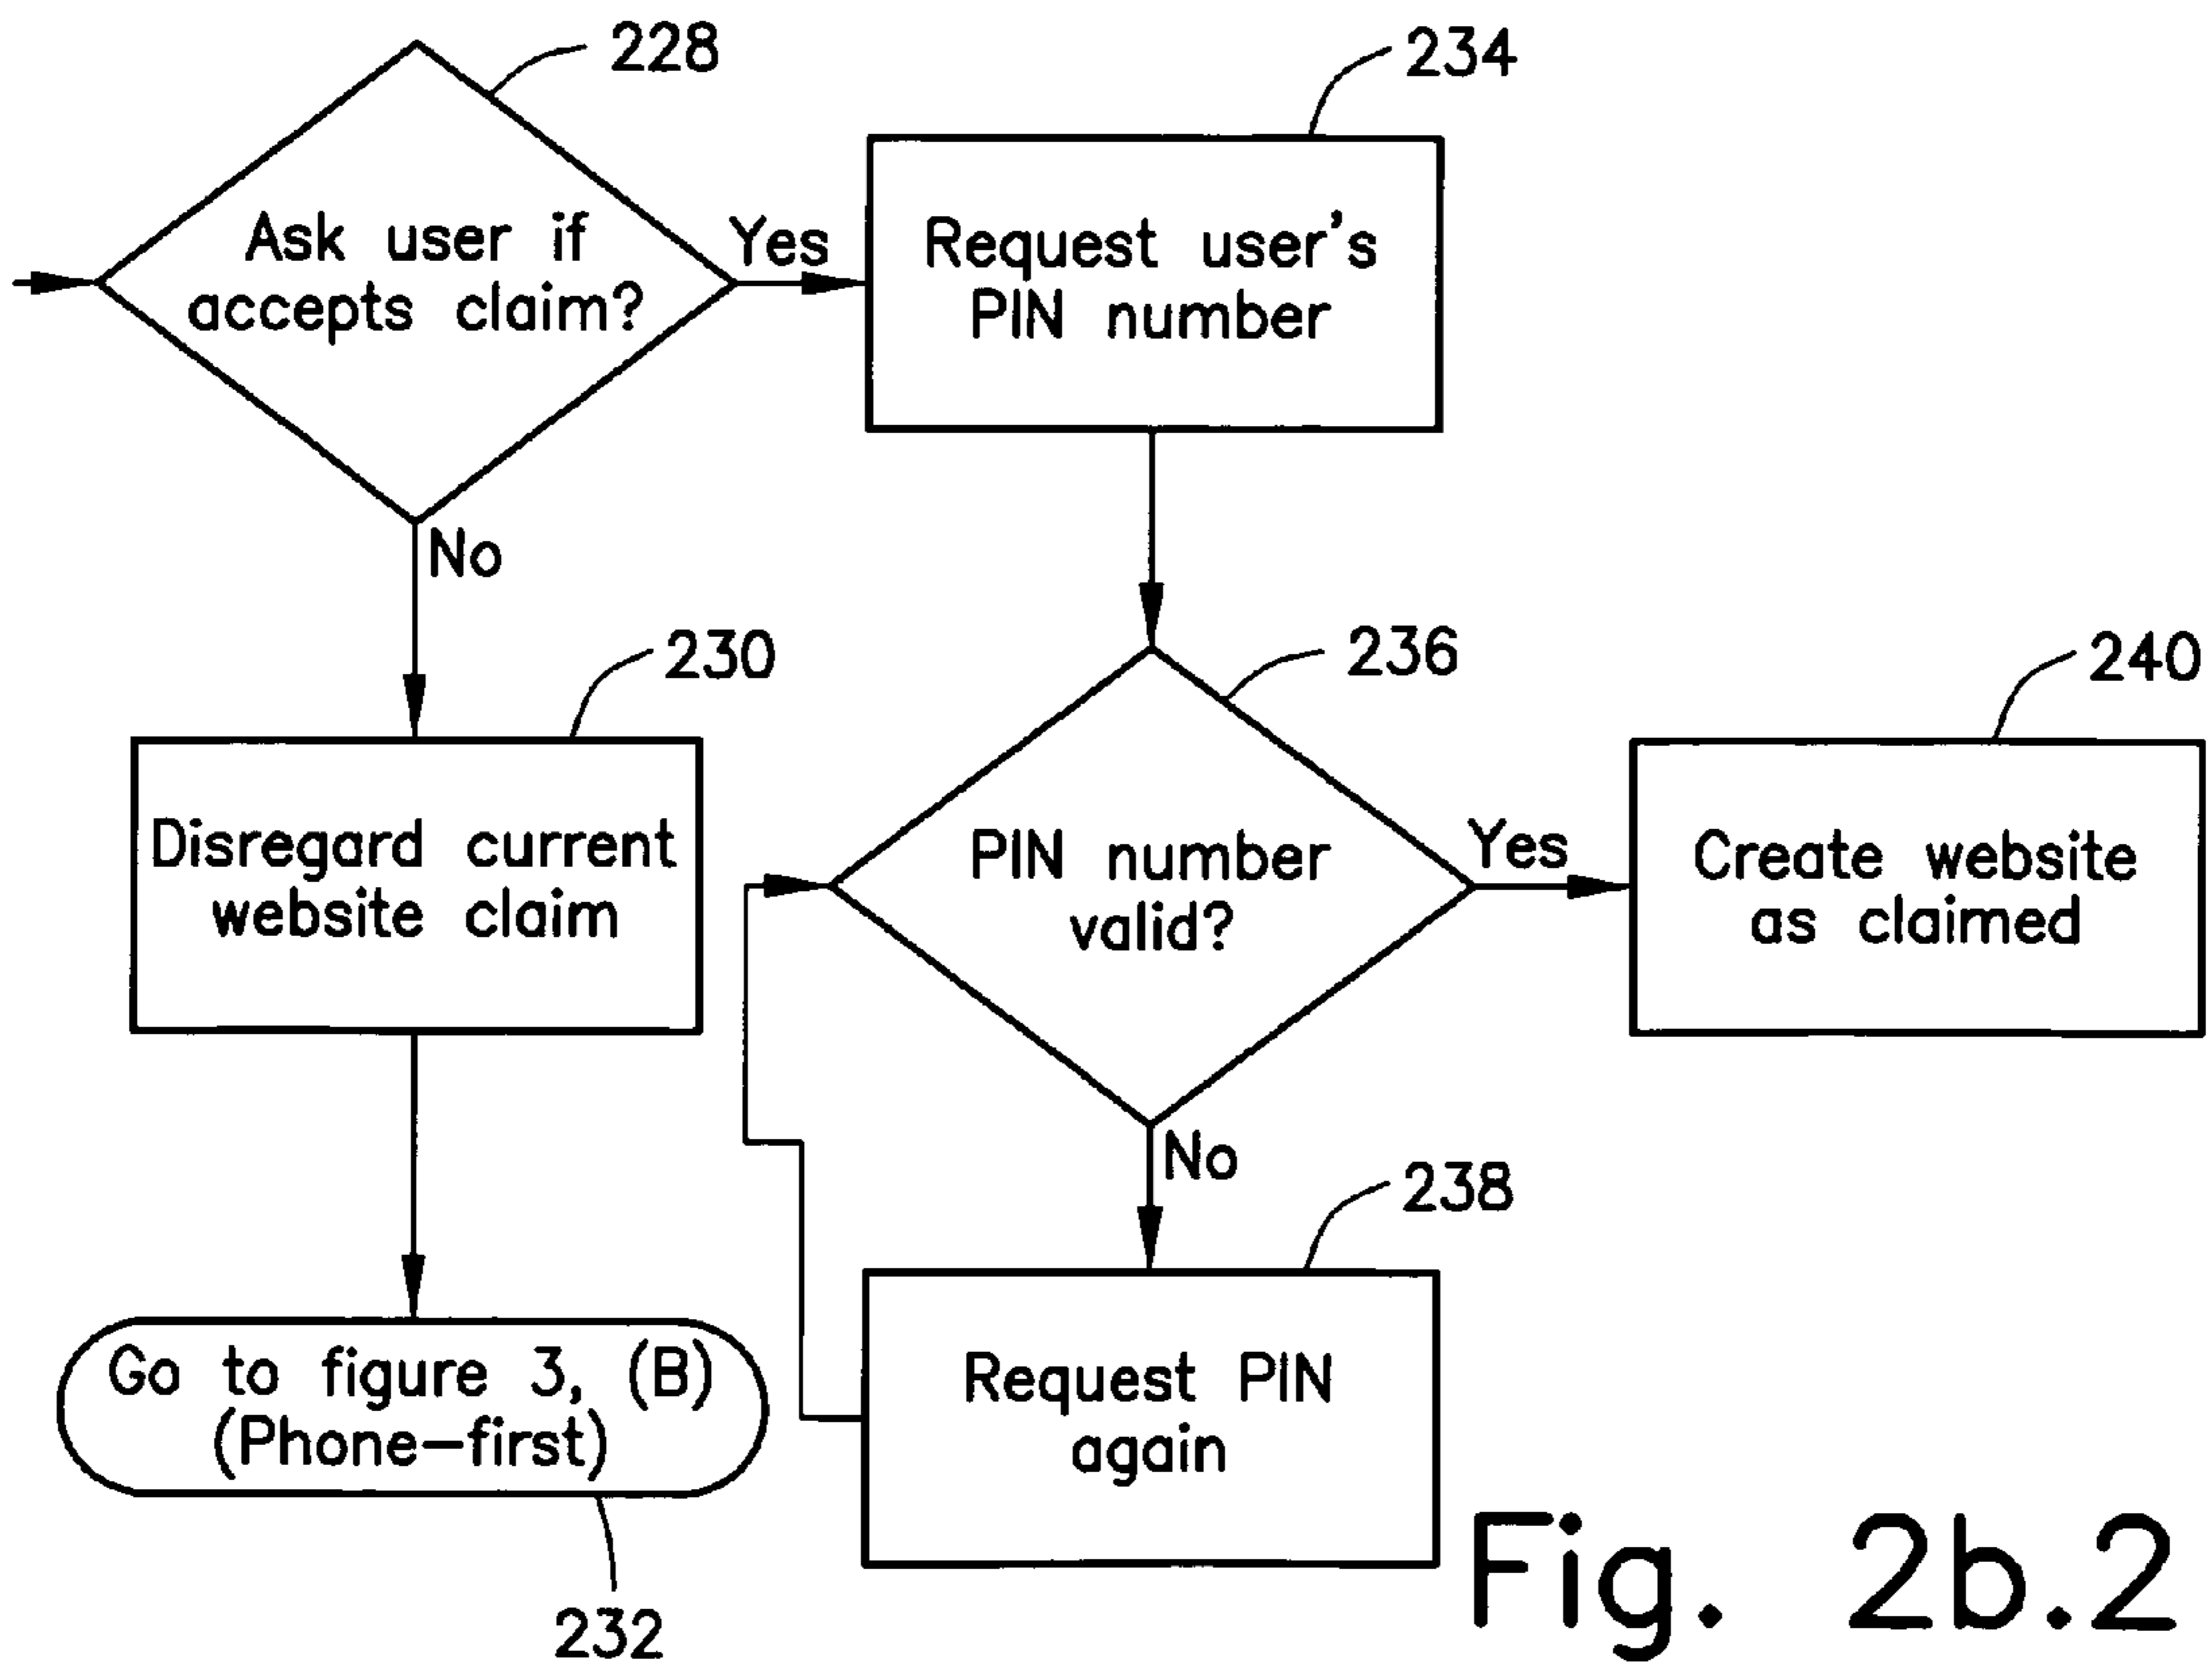 228
Ask user if
accepts claim?
Yes
No
234
Request user's
PIN number
230
Disregard current
website claim
236
PIN number
valid?
Yes
No
240
Create website
as claimed
Go to figure 3, (B)
(Phone-first)
232
238
Request PIN
again
Fig. 2b.2